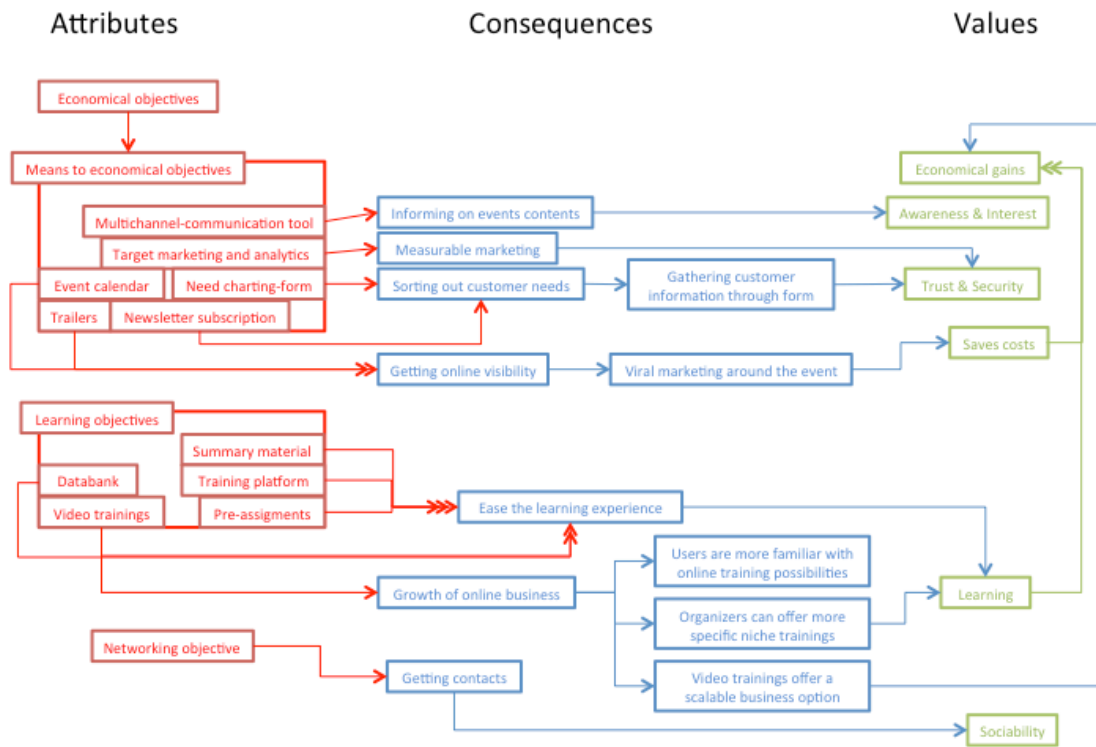 Attributes
Consequences
Values
Economical objectives
Means to economical objectives
Economical gains
Multichannel-communication tool
Informing on events contents
Awareness & Interest
Target marketing and analytics
Measurable marketing
Event calendar
Need charting-form
Sorting out customer needs
Gathering customer
information through form
Trust & Security
Trailers
Newsletter subscription
Saves costs
Getting online visibility
Viral marketing around the event
Learning objectives
Summary material
Databank
Training platform
Video trainings
Pre-assigments
Ease the learning experience
Users are more familiar with
online training possibilities
Growth of online business
Learning
Organizers can offer more
specific niche trainings
Networking objective
Getting contacts
Video trainings offer a
scalable business option
Sociability